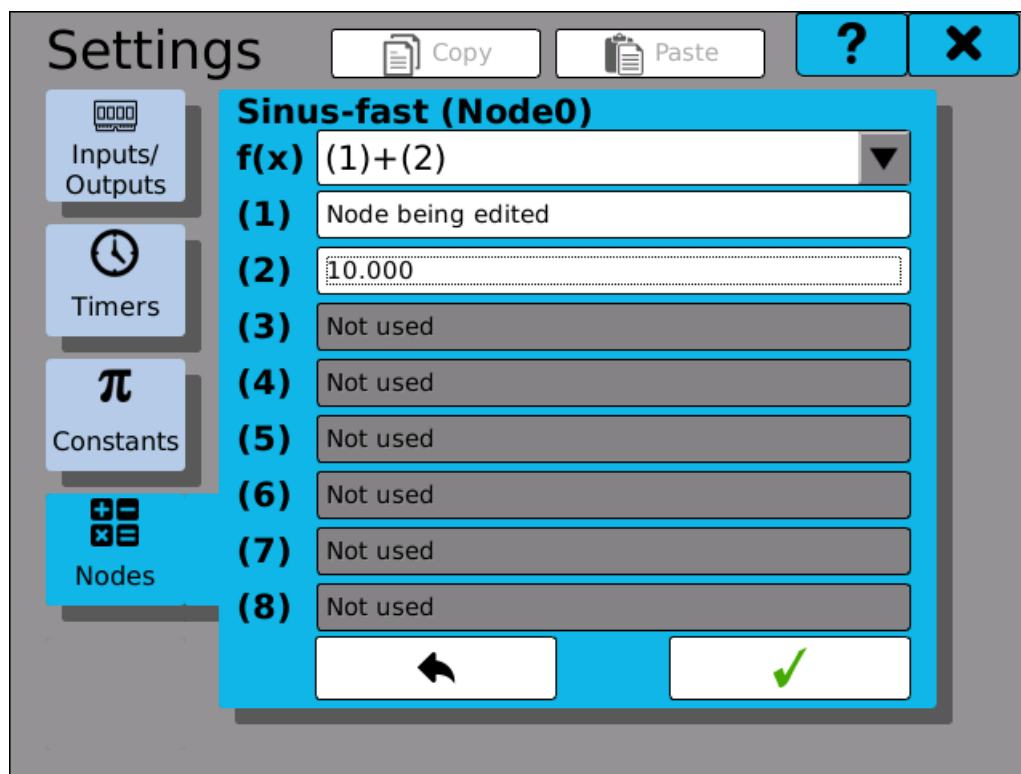 Settings
Copy
Paste
?
Inputs/
Outputs
Timers
π
Constants
Nodes
Sinus-fast (Node0)
f(x) (1)+(2)
(1) Node being edited
(2) 10.000
(3) Not used
(4) Not used
(5) Not used
(6) Not used
(7) Not used
(8) Not used